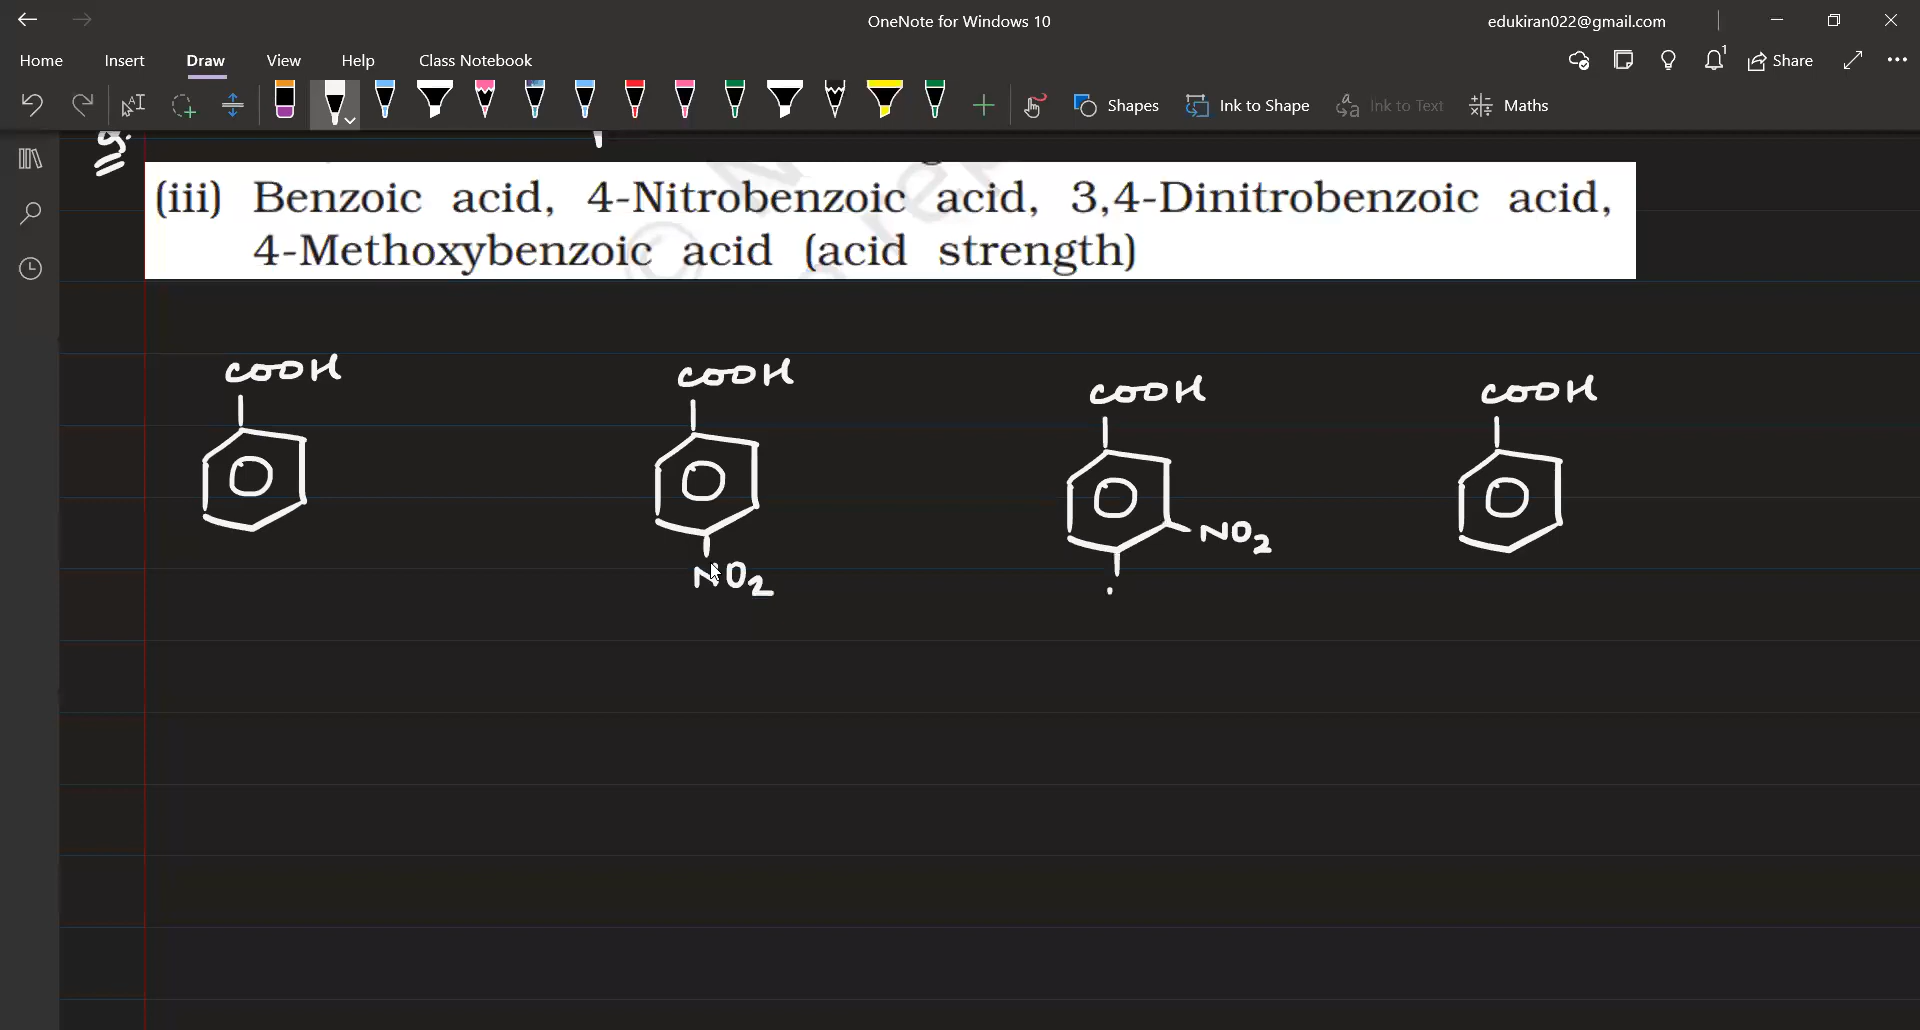 OneNote for Windows 10
edukiran022@gmail.com
Home Insert Draw View Help Class Notebook
1 Share
Shapes Ink to Shape Ink to Text Maths
(iii) Benzoic acid, 4-Nitrobenzoic acid, 3,4-Dinitrobenzoic acid,
4-Methoxybenzoic acid (acid strength)
COOH COOH COOH COOH
NO2
NO2